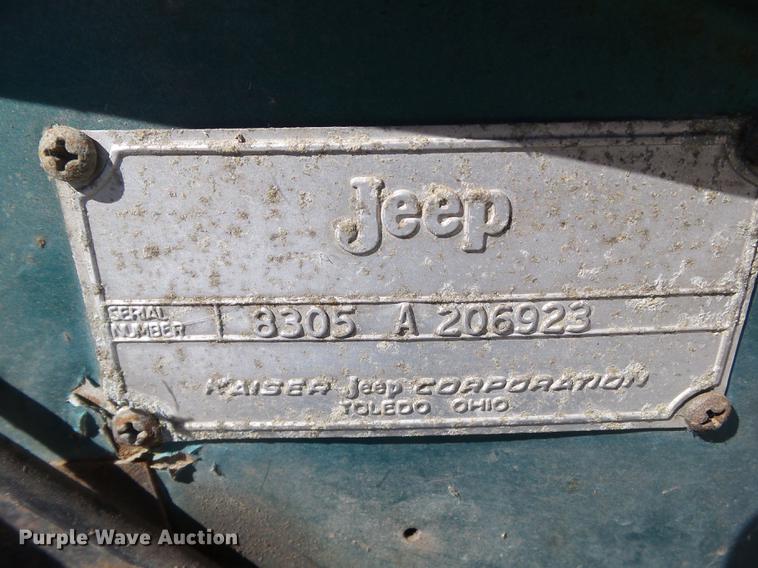 Jeep
SERIAL
NUMBER
8305 A 206923
KAISER Jeep CORPORATION
TOLEDO OHIO
Purple Wave Auction